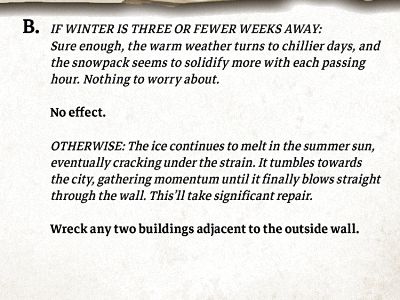 B. IF WINTER IS THREE OR FEWER WEEKS AWAY:
Sure enough, the warm weather turns to chillier days, and
the snowpack seems to solidify more with each passing
hour. Nothing to worry about.
No effect.
OTHERWISE: The ice continues to melt in the summer sun,
eventually cracking under the strain. It tumbles towards
the city, gathering momentum until it finally blows straight
through the wall. This'll take significant repair.
Wreck any two buildings adjacent to the outside wall.